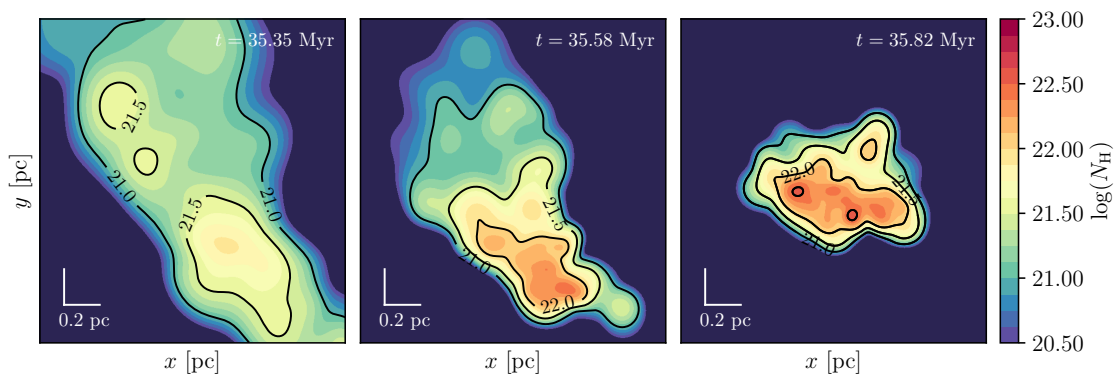 t = 35.35 Myr
t = 35.58 Myr
t = 35.82 Myr
21.5
21.0
21.5
21.0
0.2 pc
21.5
21.0
22.0
0.2 pc
22.0
21.5
21.0
0.2 pc
x [pc]
x [pc]
x [pc]
y [pc]
23.00
22.50
22.00
21.50
21.00
20.50
log(N_H)